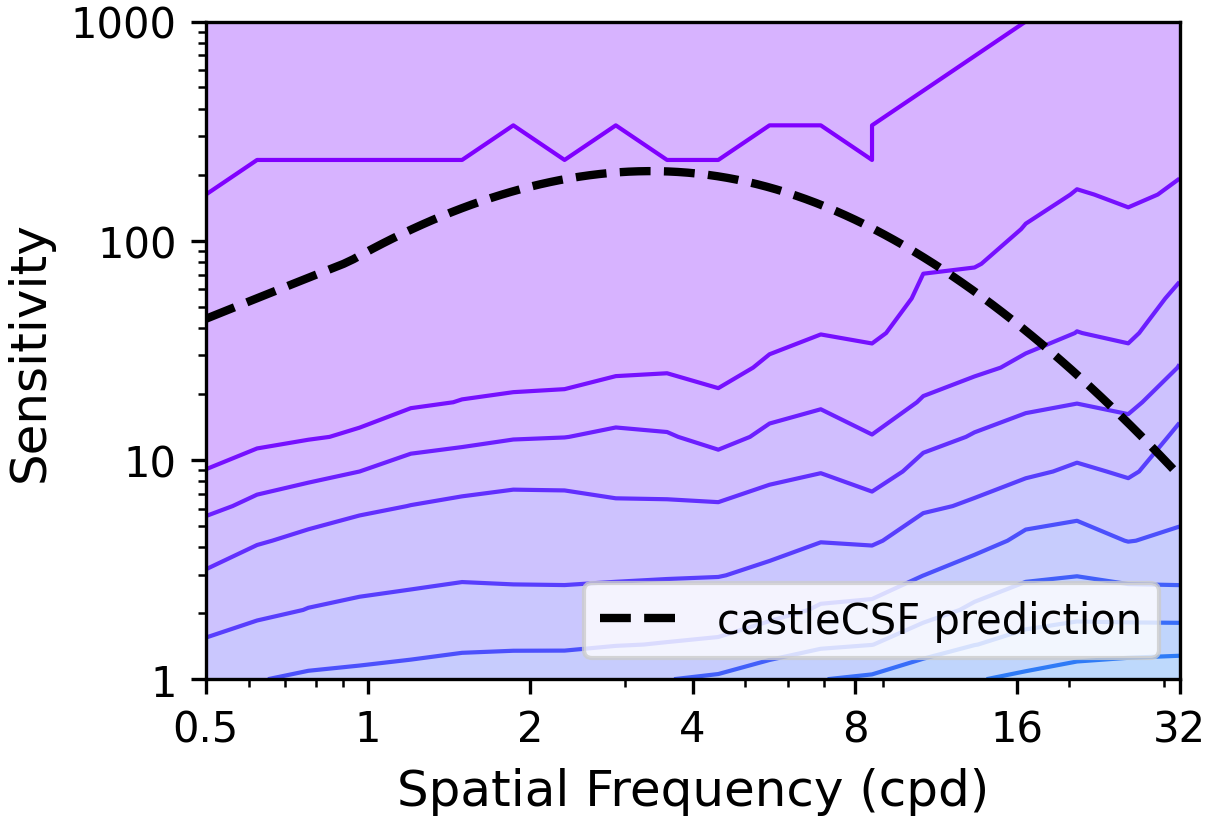 1000
100
10
1
Sensitivity
castleCSF prediction
0.5 1 2 4 8 16 32
Spatial Frequency (cpd)